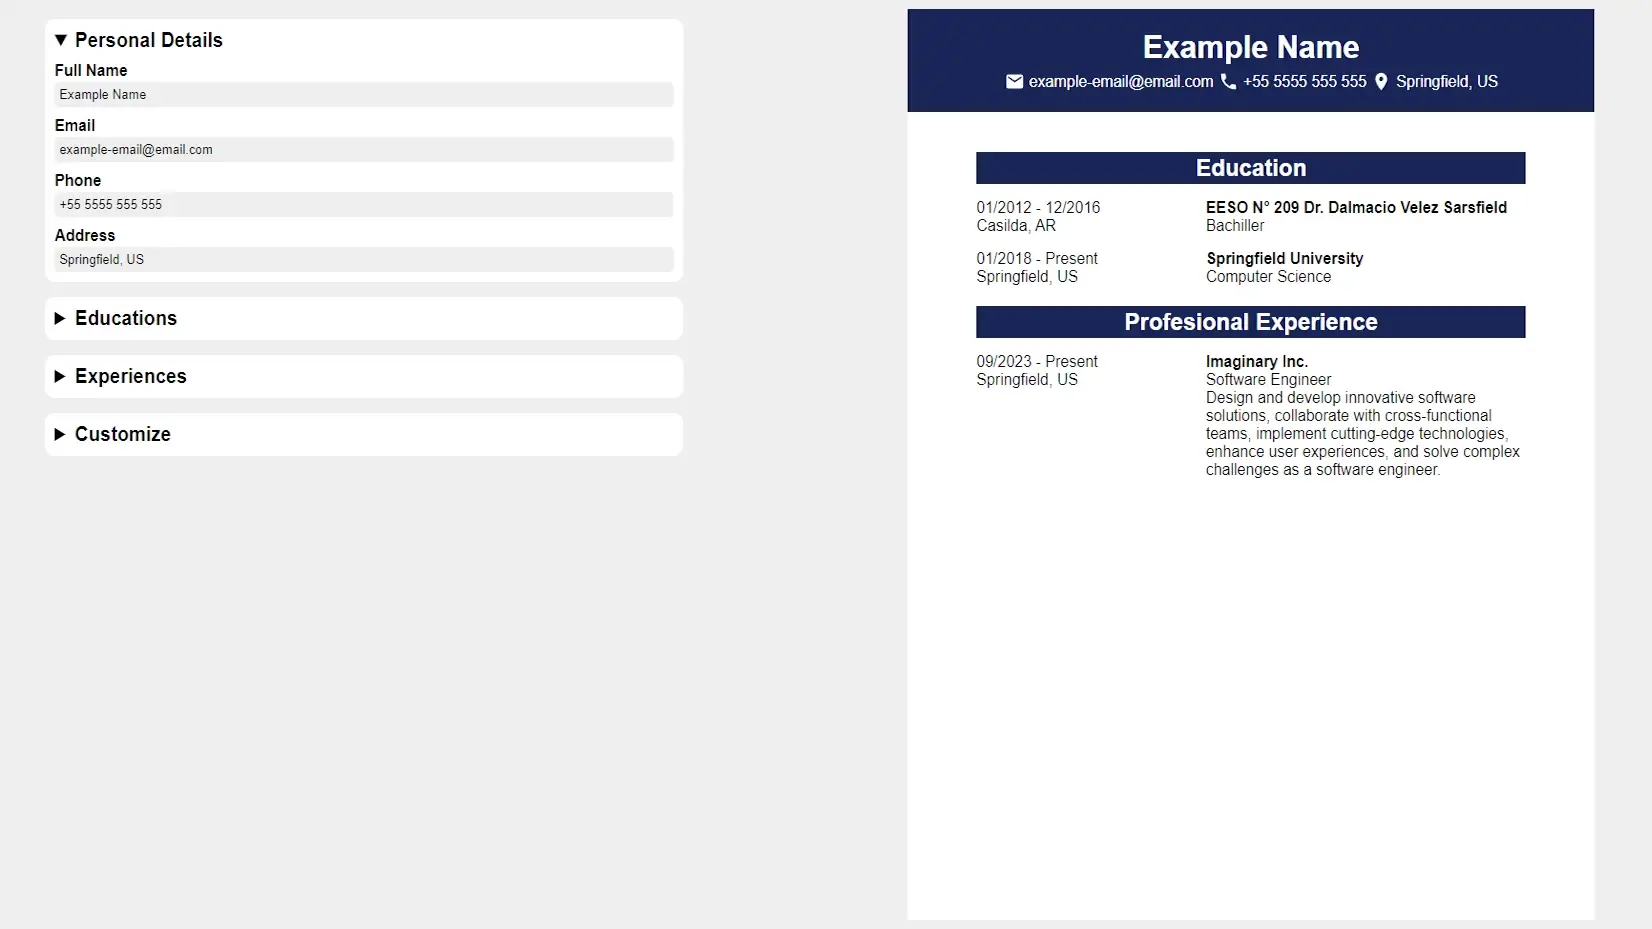 Personal Details
Full Name
Example Name
Email
example-email@email.com
Phone
+55 5555 555 555
Address
Springfield, US
Educations
Experiences
Customize
Example Name
example-email@email.com +55 5555 555 555 Springfield, US
Education
01/2012 - 12/2016
Casilda, AR
EESO N° 209 Dr. Dalmacio Velez Sarsfield
Bachiller
01/2018 - Present
Springfield, US
Springfield University
Computer Science
Profesional Experience
09/2023 - Present
Springfield, US
Imaginary Inc.
Software Engineer
Design and develop innovative software
solutions, collaborate with cross-functional
teams, implement cutting-edge technologies,
enhance user experiences, and solve complex
challenges as a software engineer.